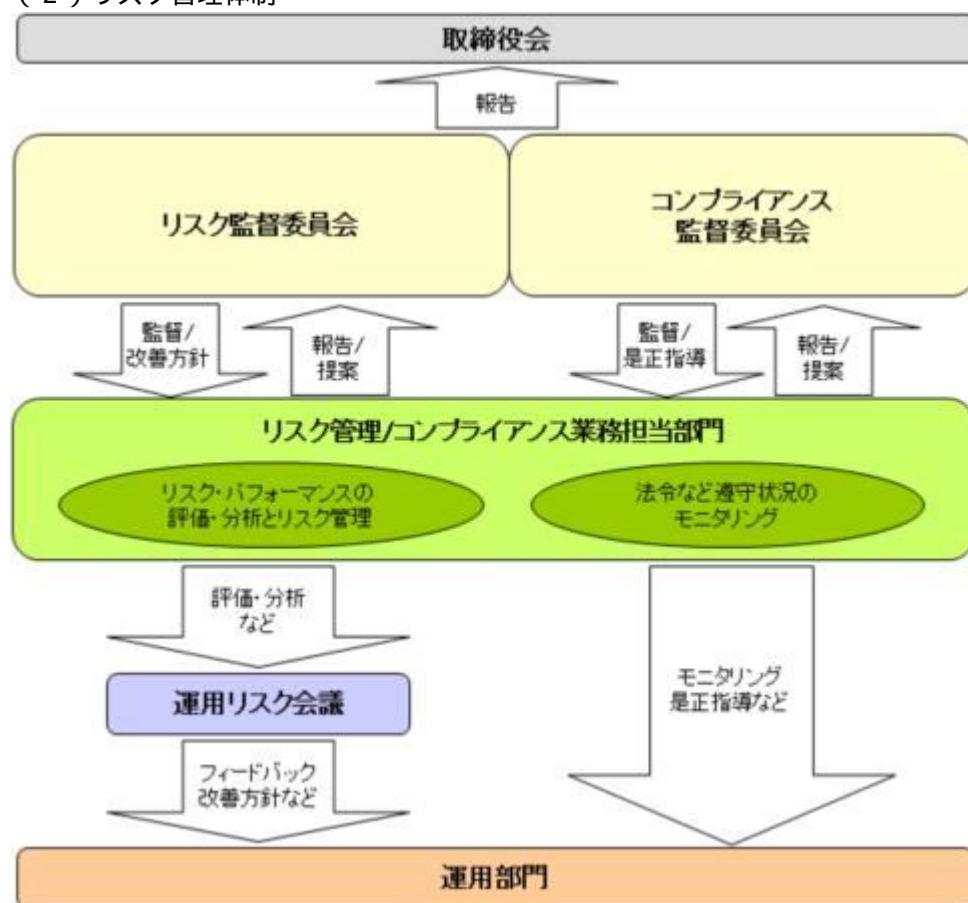 (2)リスク管理体制
取締役会
報告
リスク監督委員会
コンプライアンス
監督委員会
監督/
改善方針
報告/
提案
監督/
是正指導
報告/
提案
リスク管理/コンプライアンス業務担当部門
リスク・パフォーマンスの
評価・分析とリスク管理
法令など遵守状況の
モニタリング
評価・分析
など
運用リスク会議
モニタリング
是正指導など
フィードバック
改善方針など
運用部門